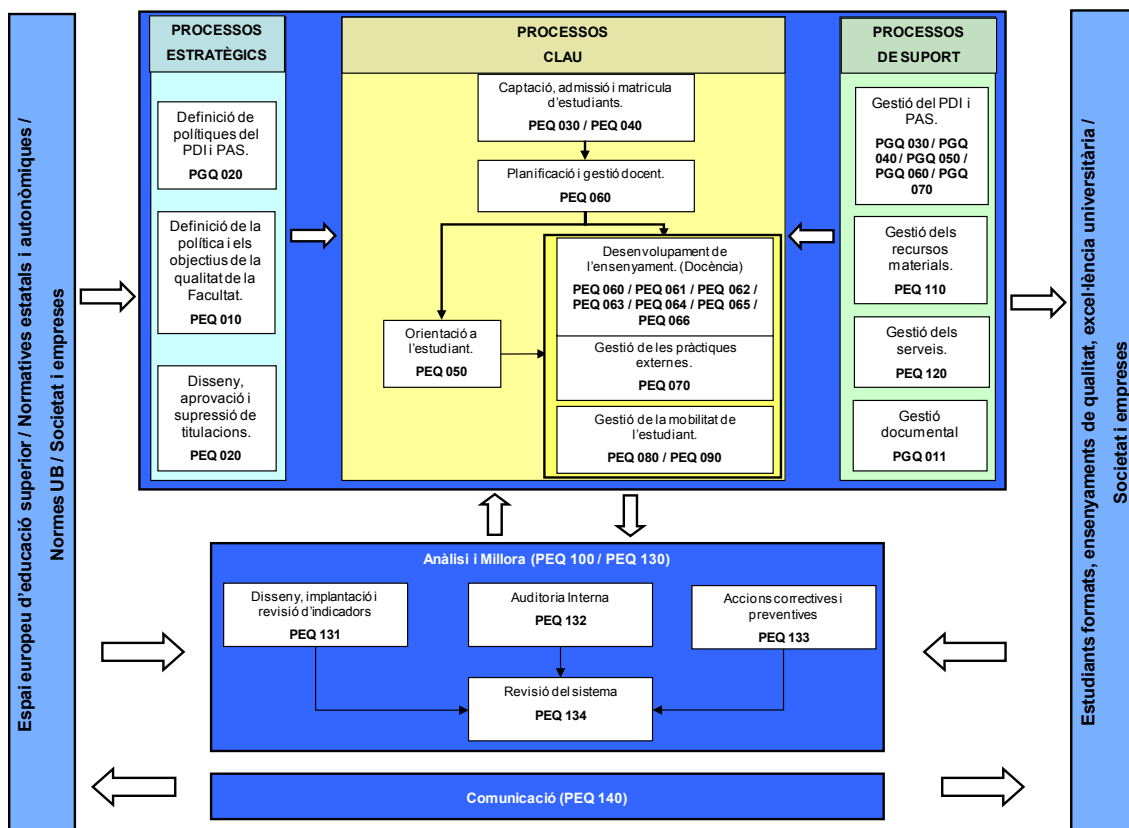 Espai europeu d'educació superior / Normatives estatals i autonòmiques /
Normes UB / Societat i empreses
PROCESSOS
ESTRATÈGICS
Definició de
polítiques del
PDI i PAS.
PGQ 020
Definició de la
política i els
objectius de la
qualitat de la
Facultat.
PEQ 010
Disseny,
aprovació i
supressió de
titulacions.
PEQ 020
PROCESSOS
CLAU
Captació, admissió i matricula
d'estudiants.
PEQ 030 / PEQ 040
Planificació i gestió docent.
PEQ 060
Desenvolupament de
l'ensenyament. (Docència)
PEQ 060 / PEQ 061 / PEQ 062 /
PEQ 063 / PEQ 064 / PEQ 065 /
PEQ 066
Orientació a
l'estudiant.
PEQ 050
Gestió de les pràctiques
externes.
PEQ 070
Gestió de la mobilitat de
l'estudiant.
PEQ 080 / PEQ 090
PROCESSOS
DE SUPORT
Gestió del PDI i
PAS.
PGQ 030 / PGQ
040 / PGQ 050 /
PGQ 060 / PGQ
070
Gestió dels
recursos
materials.
PEQ 110
Gestió dels
serveis.
PEQ 120
Gestió
documental
PGQ 011
Estudiants formats, ensenyaments de qualitat, excel·lència universitària /
Societat i empreses
Anàlisi i Millora (PEQ 100 / PEQ 130)
Disseny, implantació i
revisió d'indicadors
PEQ 131
Auditoria Interna
PEQ 132
Accions correctives i
preventives
PEQ 133
Revisió del sistema
PEQ 134
Comunicació (PEQ 140)